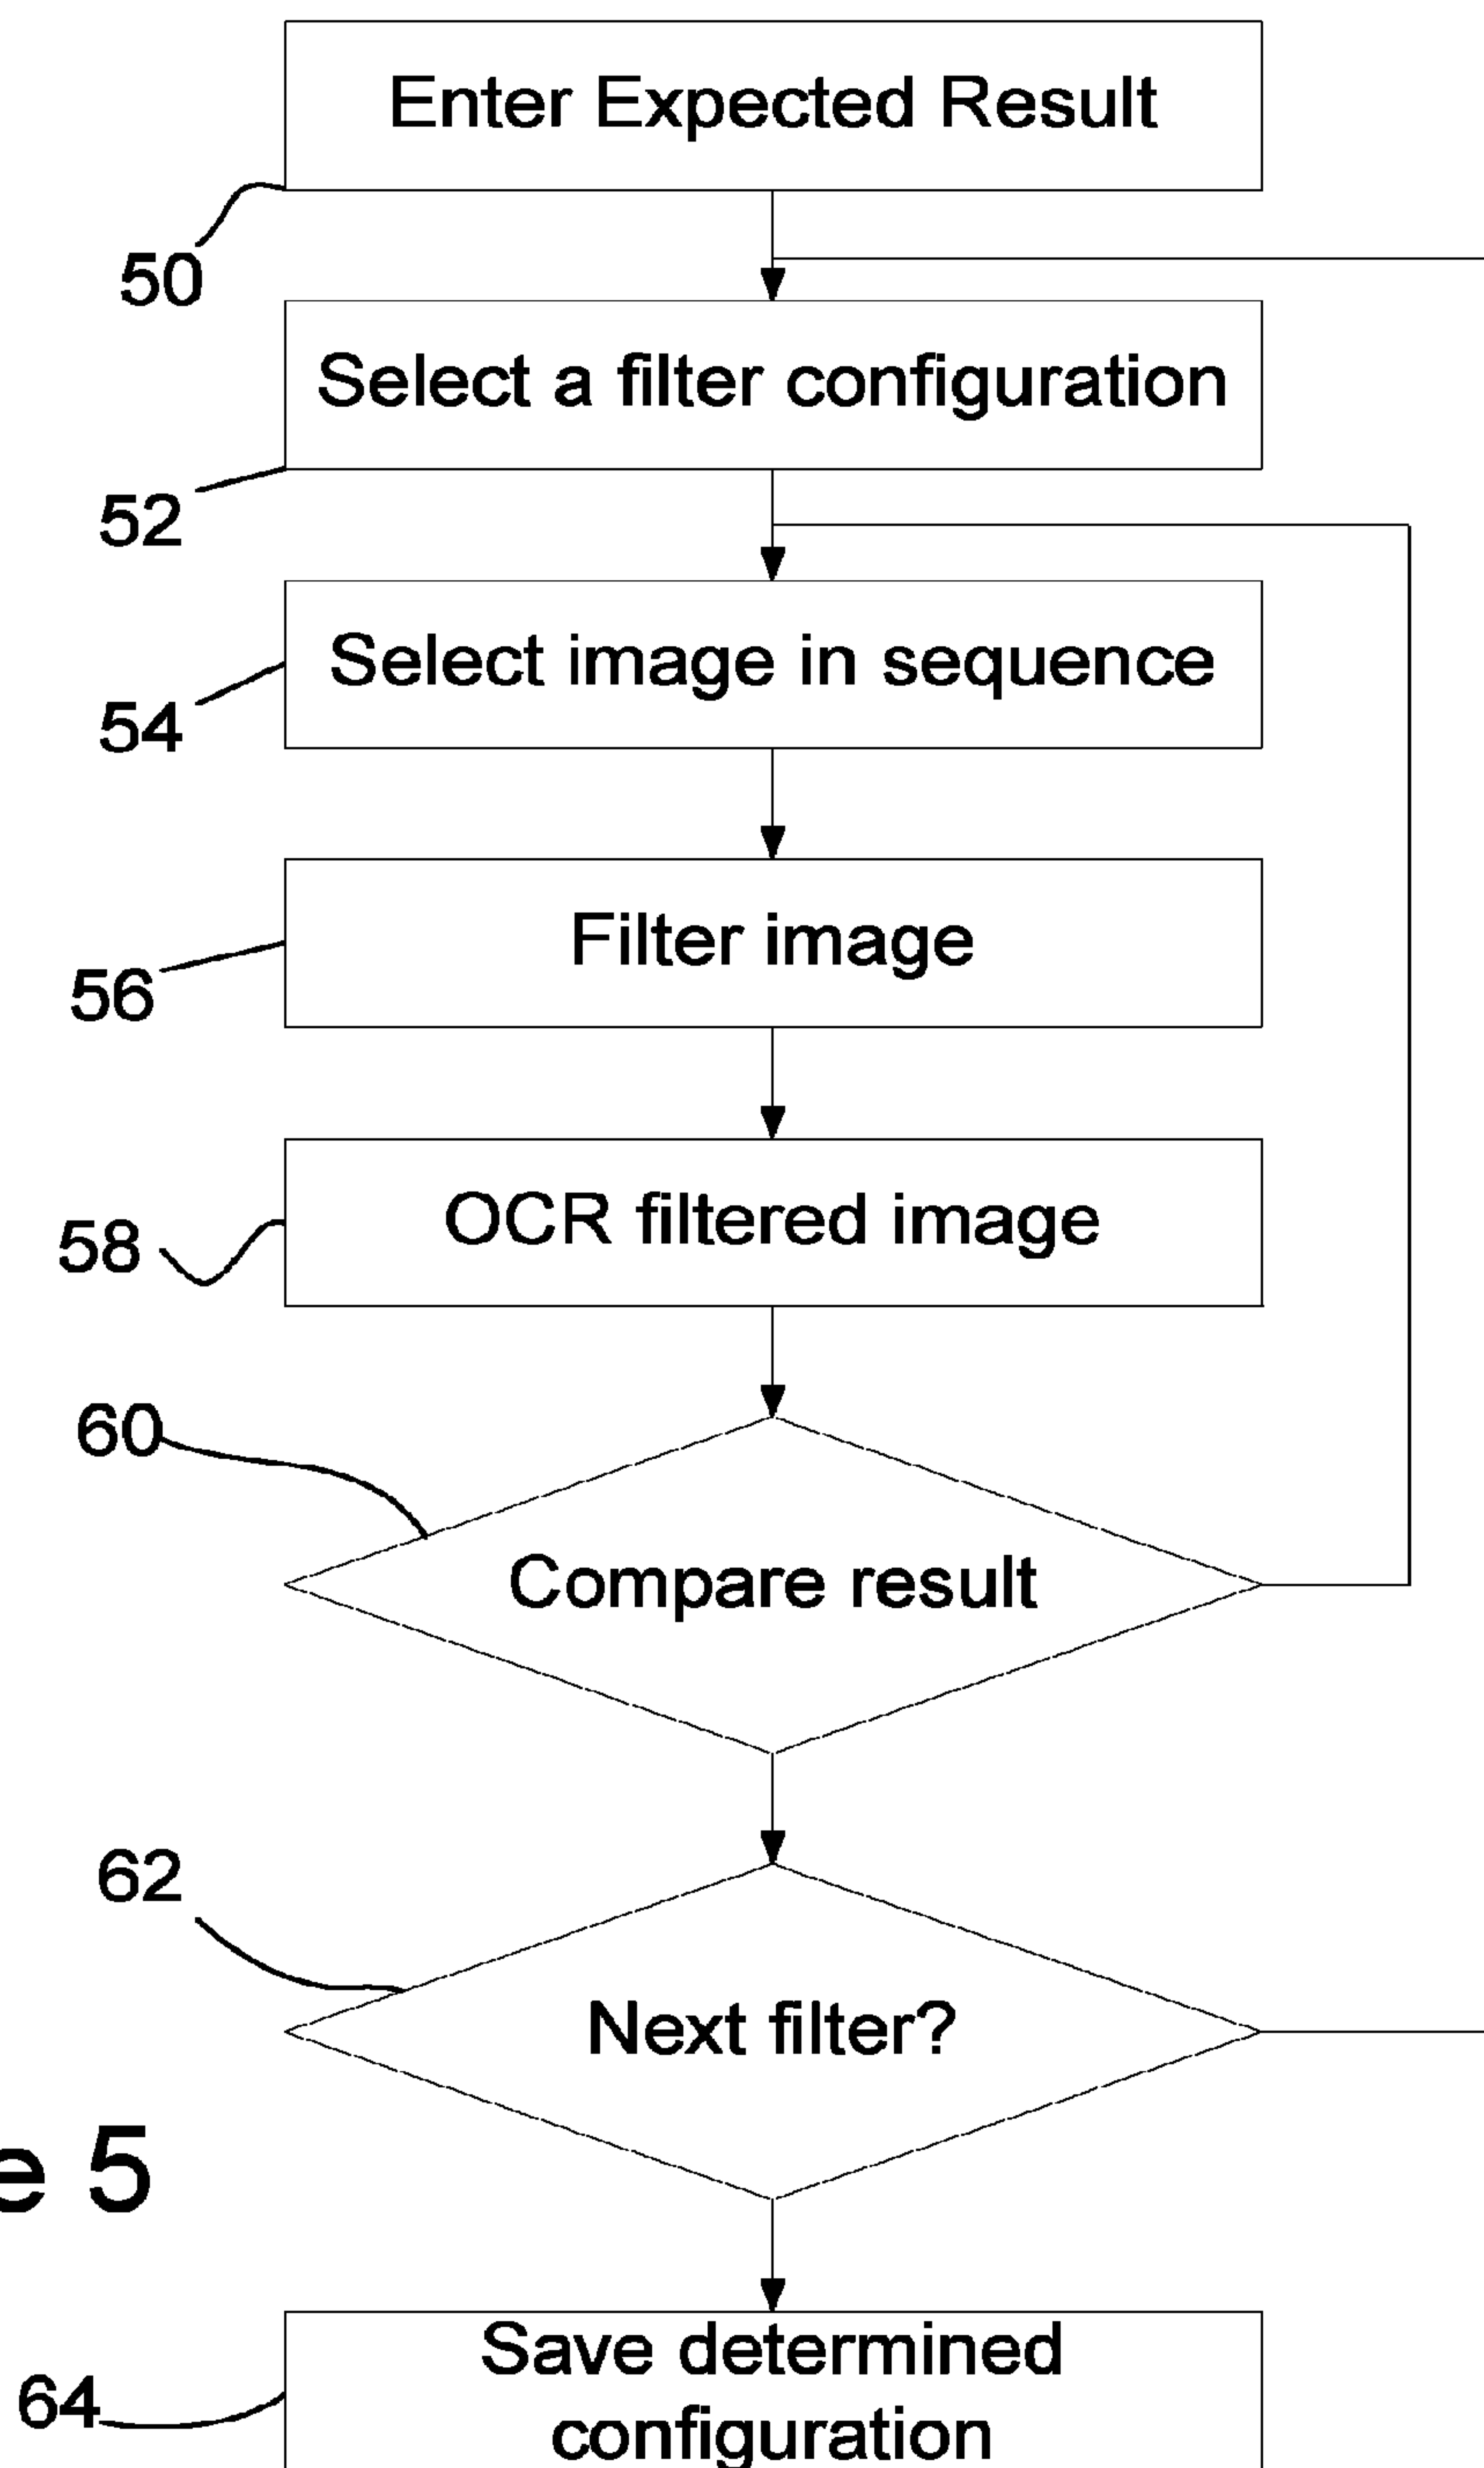 Enter Expected Result
50
Select a filter configuration
52
Select image in sequence
54
Filter image
56
OCR filtered image
58
60
Compare result
62
Next filter?
e 5
Save determined
configuration
64